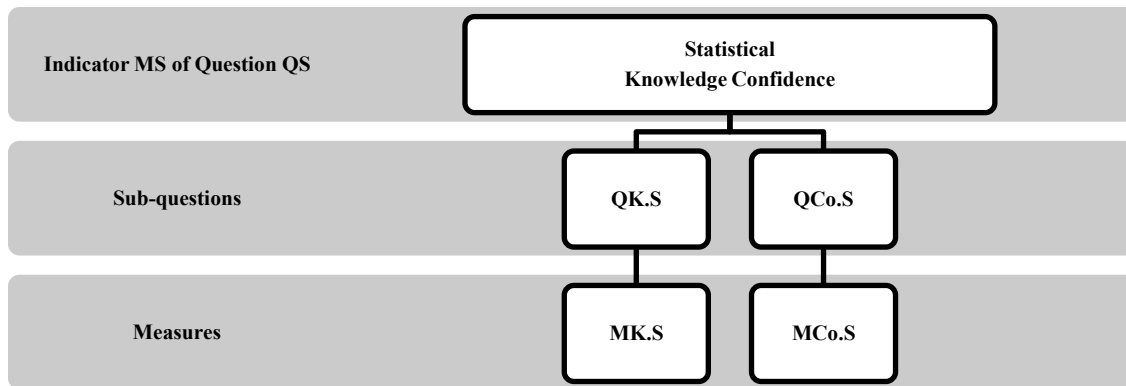 Indicator MS of Question QS
Statistical
Knowledge Confidence
Sub-questions
QK.S
QCo.S
Measures
MK.S
MCo.S